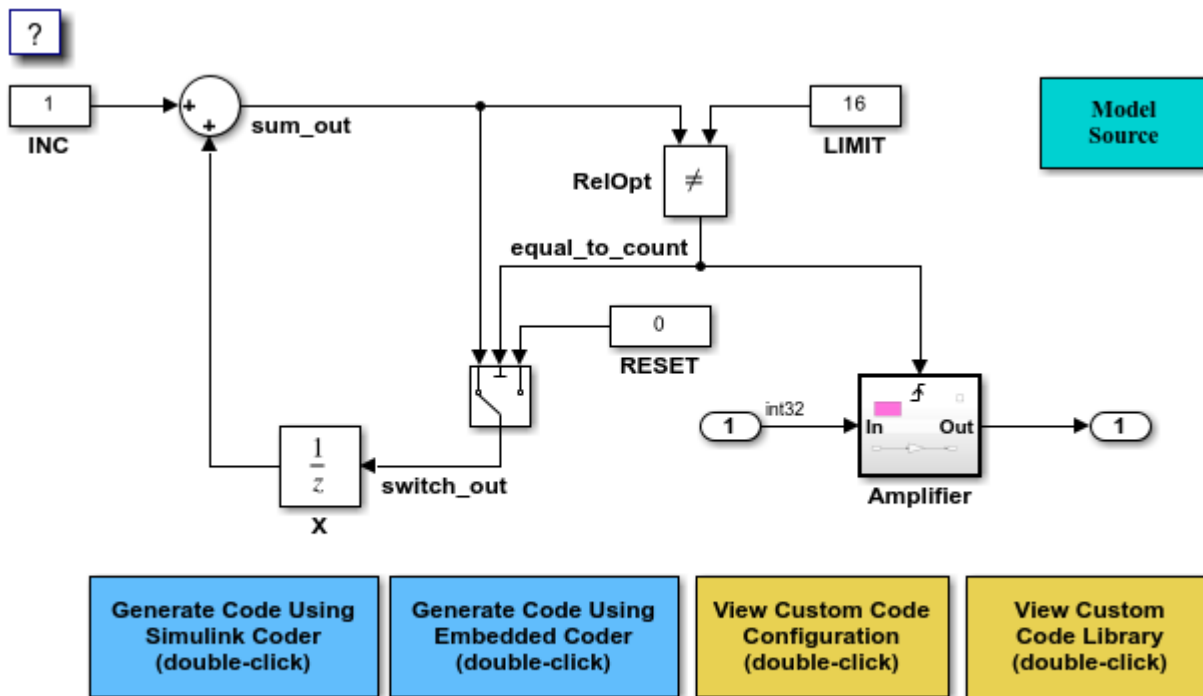 ?
1
INC
+
+
sum_out
16
LIMIT
Model
Source
RelOpt
≠
equal_to_count
0
RESET
1
int32
In
Out
1
Amplifier
1
z
X
switch_out
Generate Code Using
Simulink Coder
(double-click)
Generate Code Using
Embedded Coder
(double-click)
View Custom Code
Configuration
(double-click)
View Custom
Code Library
(double-click)